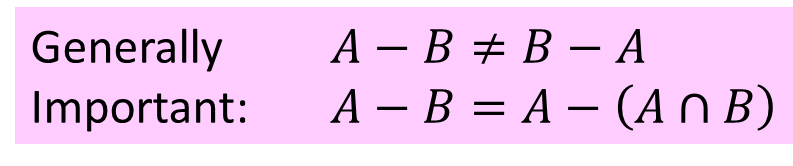 Generally A − B ≠ B − A
Important: A − B = A − (A ∩ B)